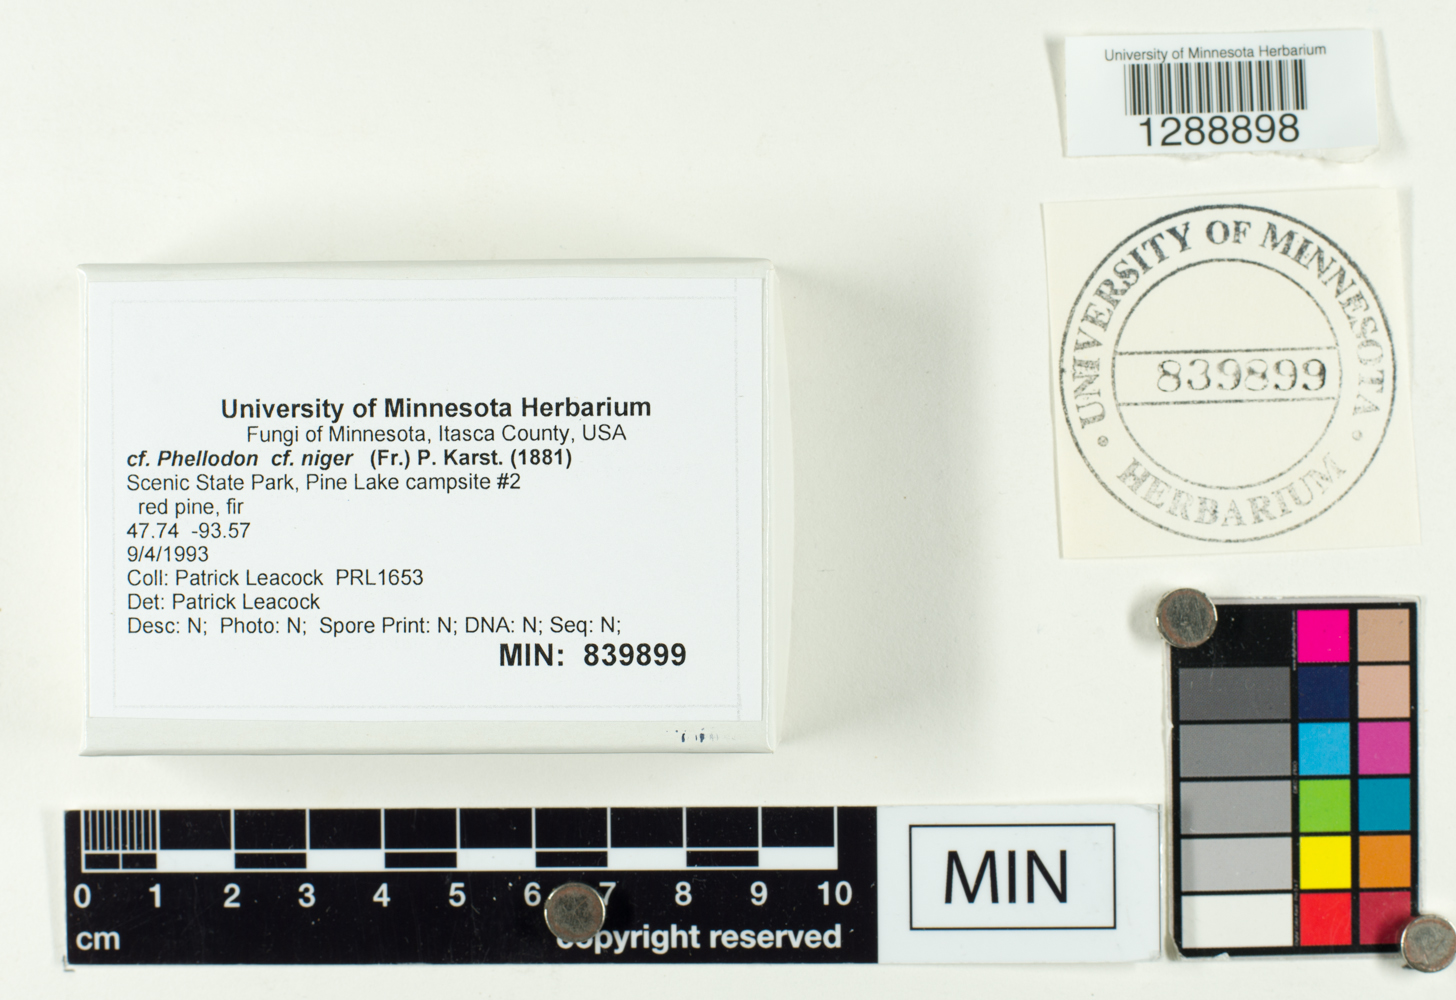 University of Minnesota Herbarium
1288898
UNIVERSITY OF MINNESOTA
839899
• HERBARIUM •
University of Minnesota Herbarium
Fungi of Minnesota, Itasca County, USA
cf. Phellodon cf. niger (Fr.) P. Karst. (1881)
Scenic State Park, Pine Lake campsite #2
red pine, fir
47.74 -93.57
9/4/1993
Coll: Patrick Leacock PRL1653
Det: Patrick Leacock
Desc: N; Photo: N; Spore Print: N; DNA: N; Seq: N;
MIN: 839899
0 1 2 3 4 5 6 7 8 9 10
cm
copyright reserved
MIN